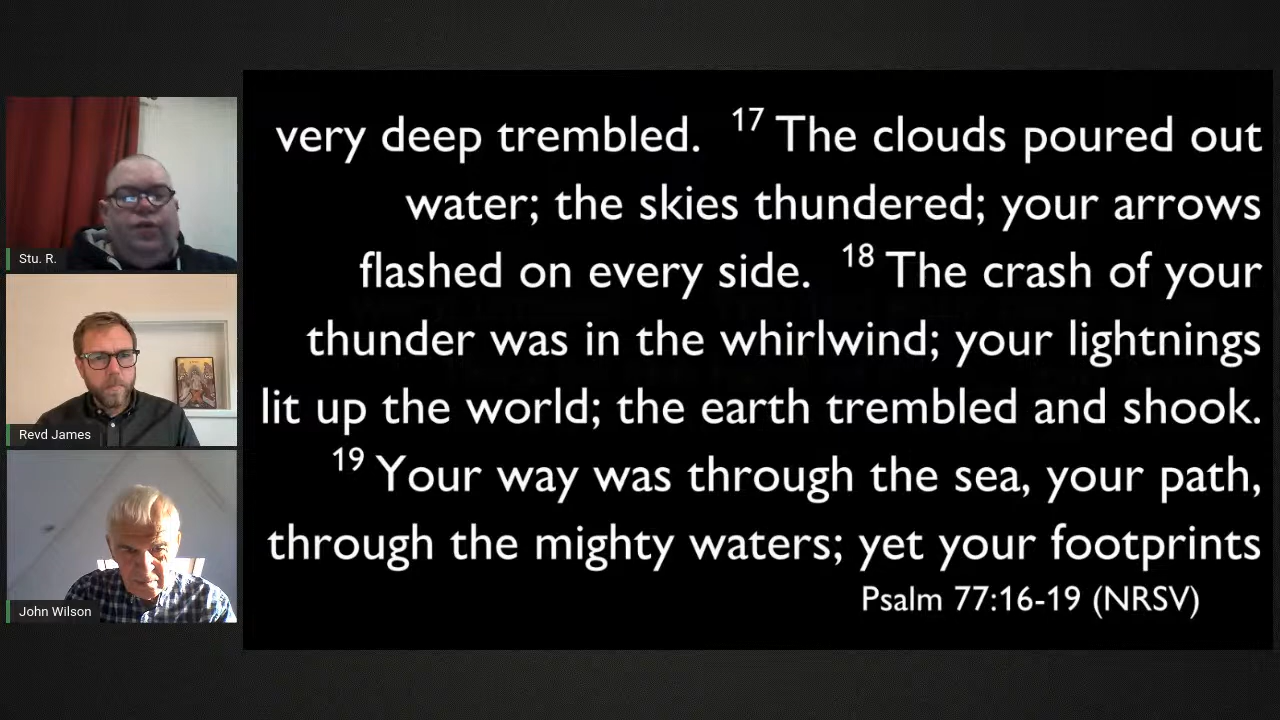 very deep trembled. 17 The clouds poured out
water; the skies thundered; your arrows
flashed on every side. 18 The crash of your
thunder was in the whirlwind; your lightnings
lit up the world; the earth trembled and shook.
19 Your way was through the sea, your path,
through the mighty waters; yet your footprints
Psalm 77:16-19 (NRSV)
Stu. R.
Revd James
John Wilson